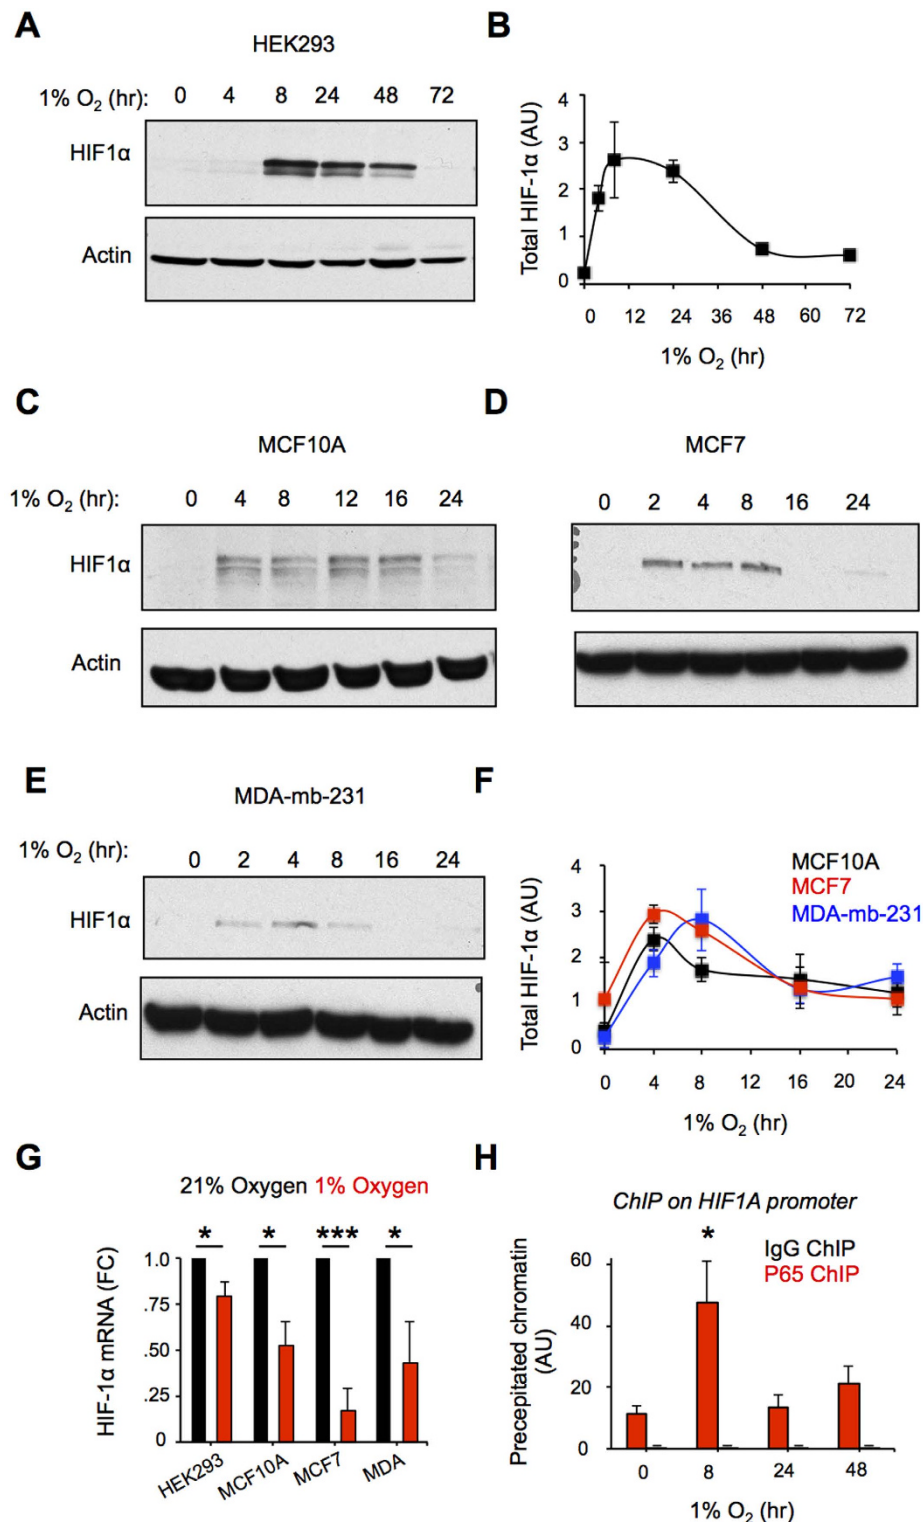 A
HEK293
1% O2 (hr): 0 4 8 24 48 72
HIF1α
Actin
B
Total HIF-1α (AU)
4
3
2
1
0
0 12 24 36 48 60 72
1% O2 (hr)
C
MCF10A
1% O2 (hr): 0 4 8 12 16 24
HIF1α
Actin
D
MCF7
0 2 4 8 16 24
E
MDA-mb-231
1% O2 (hr): 0 2 4 8 16 24
HIF1α
Actin
F
MCF10A
MCF7
MDA-mb-231
Total HIF-1α (AU)
4
3
2
1
0
0 4 8 12 16 20 24
1% O2 (hr)
G
21% Oxygen 1% Oxygen
* * *** *
HIF-1α mRNA (FC)
1.0
.75
.50
.25
0
HEK293 MCF10A MCF7 MDA
H
ChIP on HIF1A promoter
*
IgG ChIP
P65 ChIP
Precepitated chromatin
(AU)
60
40
20
0
0 8 24 48
1% O2 (hr)